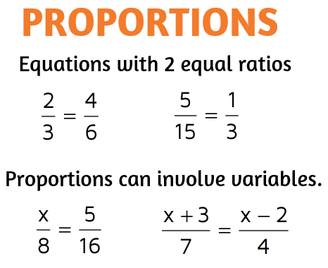 PROPORTIONS
Equations with 2 equal ratios
2/3 = 4/6    5/15 = 1/3
Proportions can involve variables.
x/8 = 5/16    x + 3/7 = x − 2/4